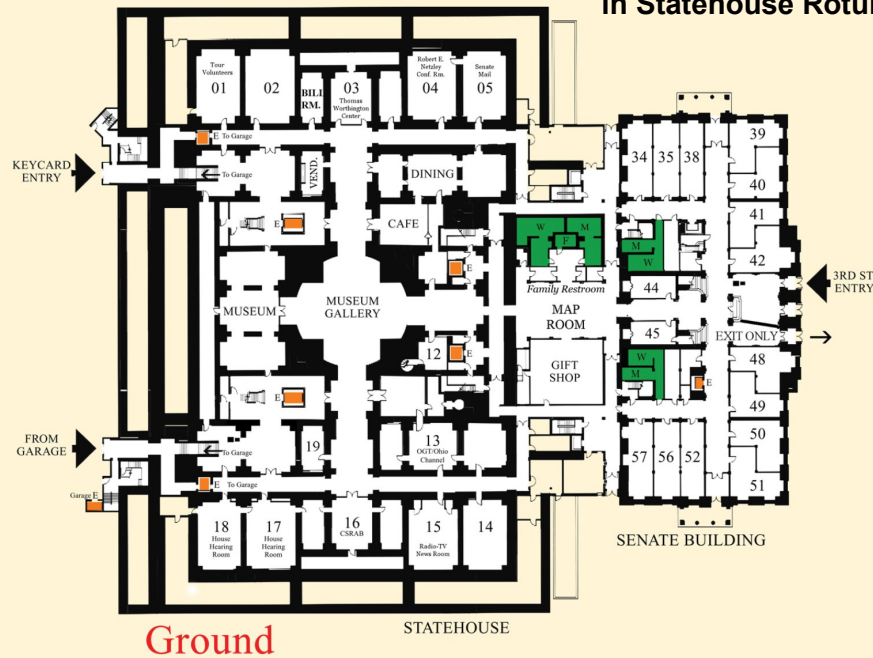 in Statehouse Rotu
Tour
Volunteers
01
02
BILL
RM.
03
Thomas
Worthington
Center
Robert E.
Netzley
Conf. Rm.
04
Senate
Mail
05
E
To Garage
KEYCARD
ENTRY
To Garage
VEND.
DINING
CAFE
E
E
MUSEUM
MUSEUM
GALLERY
12
E
E
W
M
F
Family Restroom
MAP
ROOM
GIFT
SHOP
34
35
38
39
40
41
42
M
W
44
45
3RD ST
ENTRY
EXIT ONLY
W
M
E
48
49
50
51
57
56
52
SENATE BUILDING
FROM
GARAGE
To Garage
19
13
OGT/Ohio
Channel
Garage E
E
To Garage
18
House
Hearing
Room
17
House
Hearing
Room
16
CSRAB
15
Radio-TV
News Room
14
STATEHOUSE
Ground